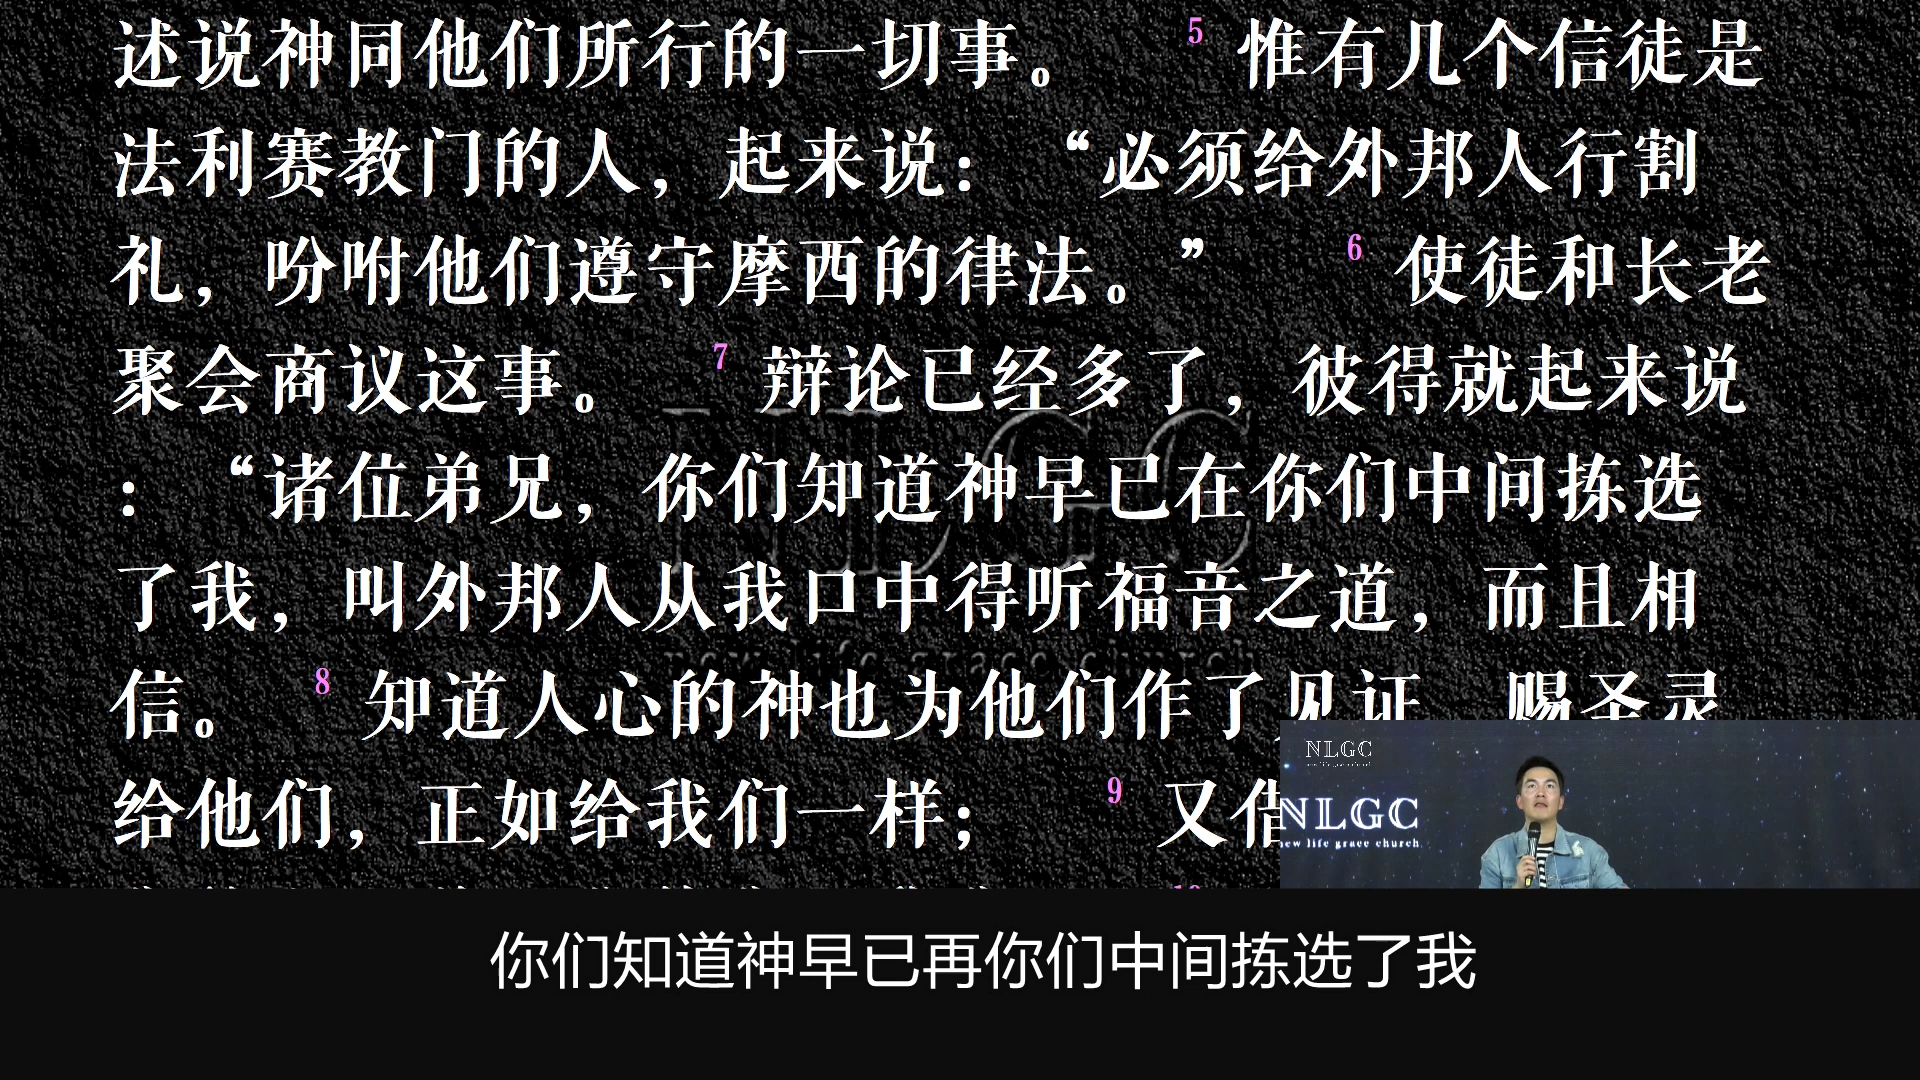 述说神同他们所行的一切事。 5 惟有几个信徒是
法利赛教门的人，起来说：“必须给外邦人行割
礼，吩咐他们遵守摩西的律法。” 6 使徒和长老
聚会商议这事。 7 辩论已经多了，彼得就起来说
：“诸位弟兄，你们知道神早已在你们中间拣选
了我，叫外邦人从我口中得听福音之道，而且相
信。 8 知道人心的神也为他们作了见证，赐圣灵
给他们，正如给我们一样； 9 又借
NLGC
new life grace church
NLGC
NLGC
new life grace church
你们知道神早已再你们中间拣选了我